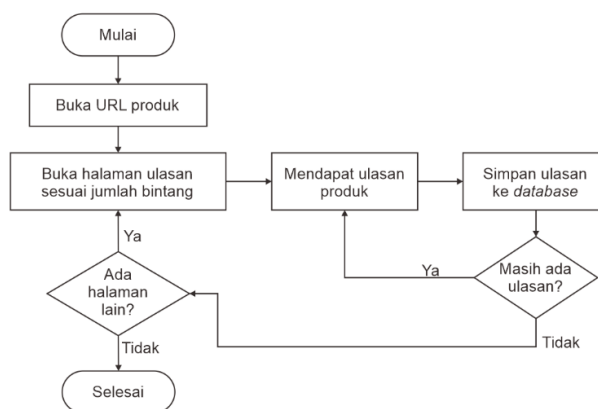 Mulai
Buka URL produk
Buka halaman ulasan
sesuai jumlah bintang
Mendapat ulasan
produk
Simpan ulasan
ke database
Masih ada
ulasan?
Ya
Tidak
Ada
halaman
lain?
Ya
Tidak
Selesai